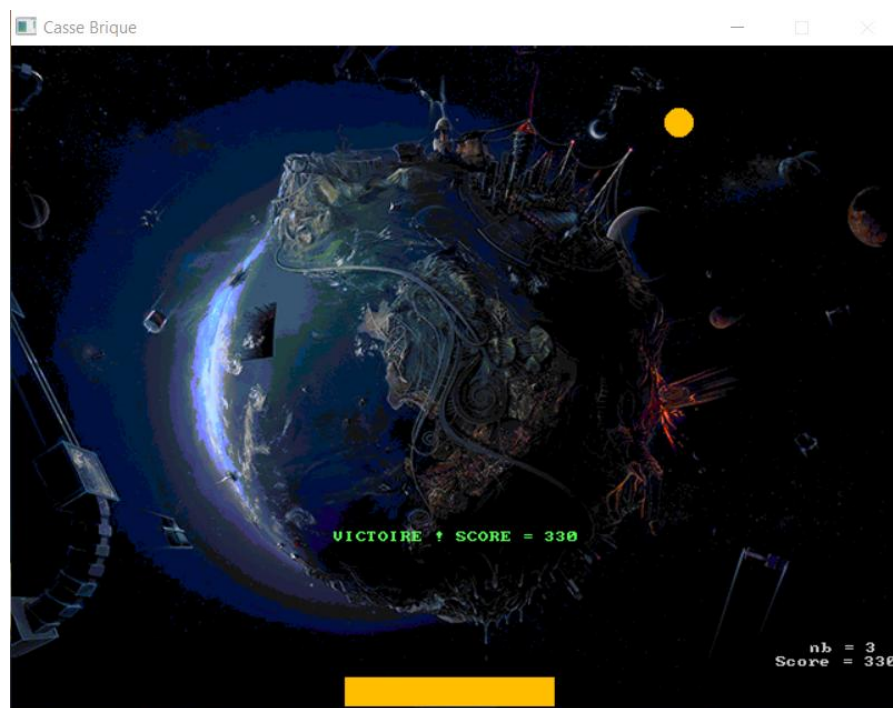 Casse Brique
VICTOIRE ! SCORE = 330
nb = 3
Score = 330